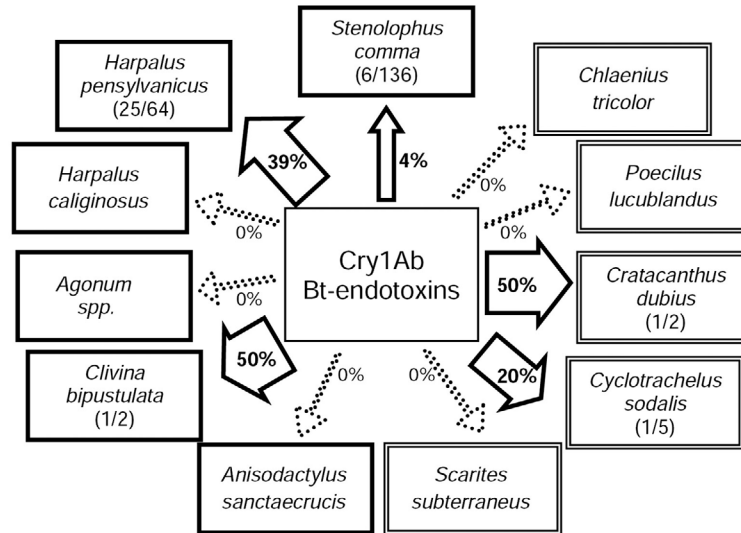 Stenolophus
comma
(6/136)
Harpalus
pensylvanicus
(25/64)
Chlaenius
tricolor
39%
4%
0%
Harpalus
caliginosus
0%
Poecilus
lucublandus
0%
Cry1Ab
Bt-endotoxins
Agonum
spp.
0%
50%
Cratacanthus
dubius
(1/2)
Clivina
bipustulata
(1/2)
50%
0%
0%
20%
Cyclotrachelus
sodalis
(1/5)
Anisodactylus
sanctaecrucis
Scarites
subterraneus